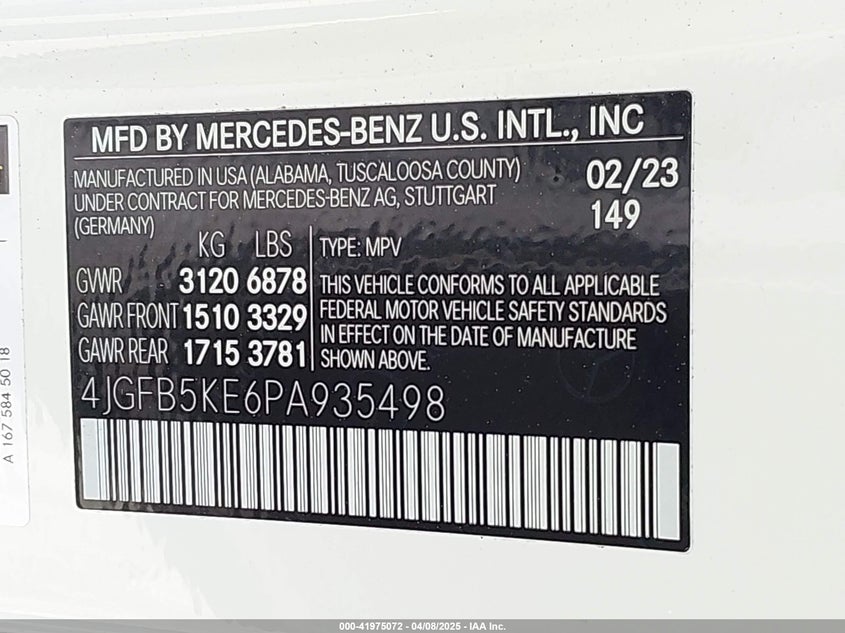 MFD BY MERCEDES-BENZ U.S. INTL., INC
MANUFACTURED IN USA (ALABAMA, TUSCALOOSA COUNTY)
UNDER CONTRACT FOR MERCEDES-BENZ AG, STUTTGART
(GERMANY)
02/23
149
KG LBS
GVWR 3120 6878
GAWR FRONT 1510 3329
GAWR REAR 1715 3781
TYPE: MPV
THIS VEHICLE CONFORMS TO ALL APPLICABLE
FEDERAL MOTOR VEHICLE SAFETY STANDARDS
IN EFFECT ON THE DATE OF MANUFACTURE
SHOWN ABOVE.
4JGFB5KE6PA935498
A 167 584 50 18
000-41975072 - 04/08/2025 - IAA Inc.